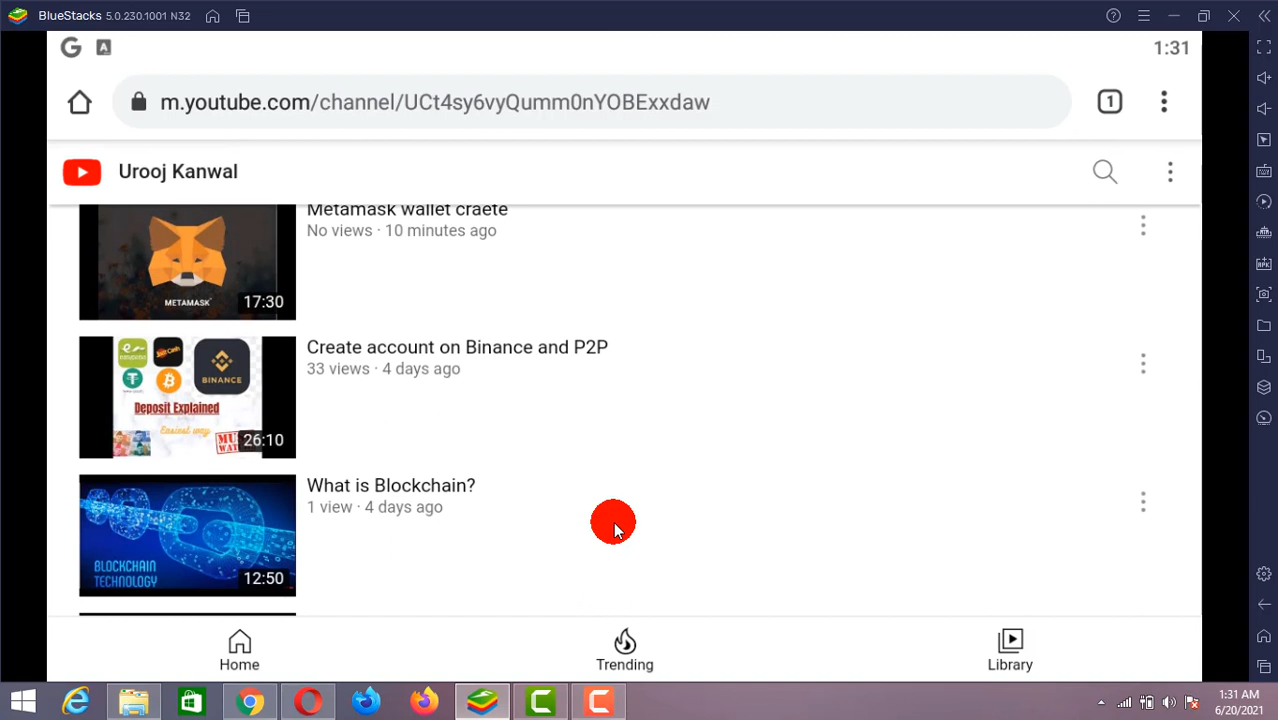 BlueStacks 5.0.230.1001 N32
1:31
m.youtube.com/channel/UCt4sy6vyQumm0nYOBExxdaw
1
Urooj Kanwal
Metamask wallet craete
No views · 10 minutes ago
METAMASK
17:30
Create account on Binance and P2P
33 views · 4 days ago
BINANCE
Deposit Explained
Easiest way
26:10
What is Blockchain?
1 view · 4 days ago
BLOCKCHAIN
TECHNOLOGY
12:50
Home
Trending
Library
1:31 AM
6/20/2021